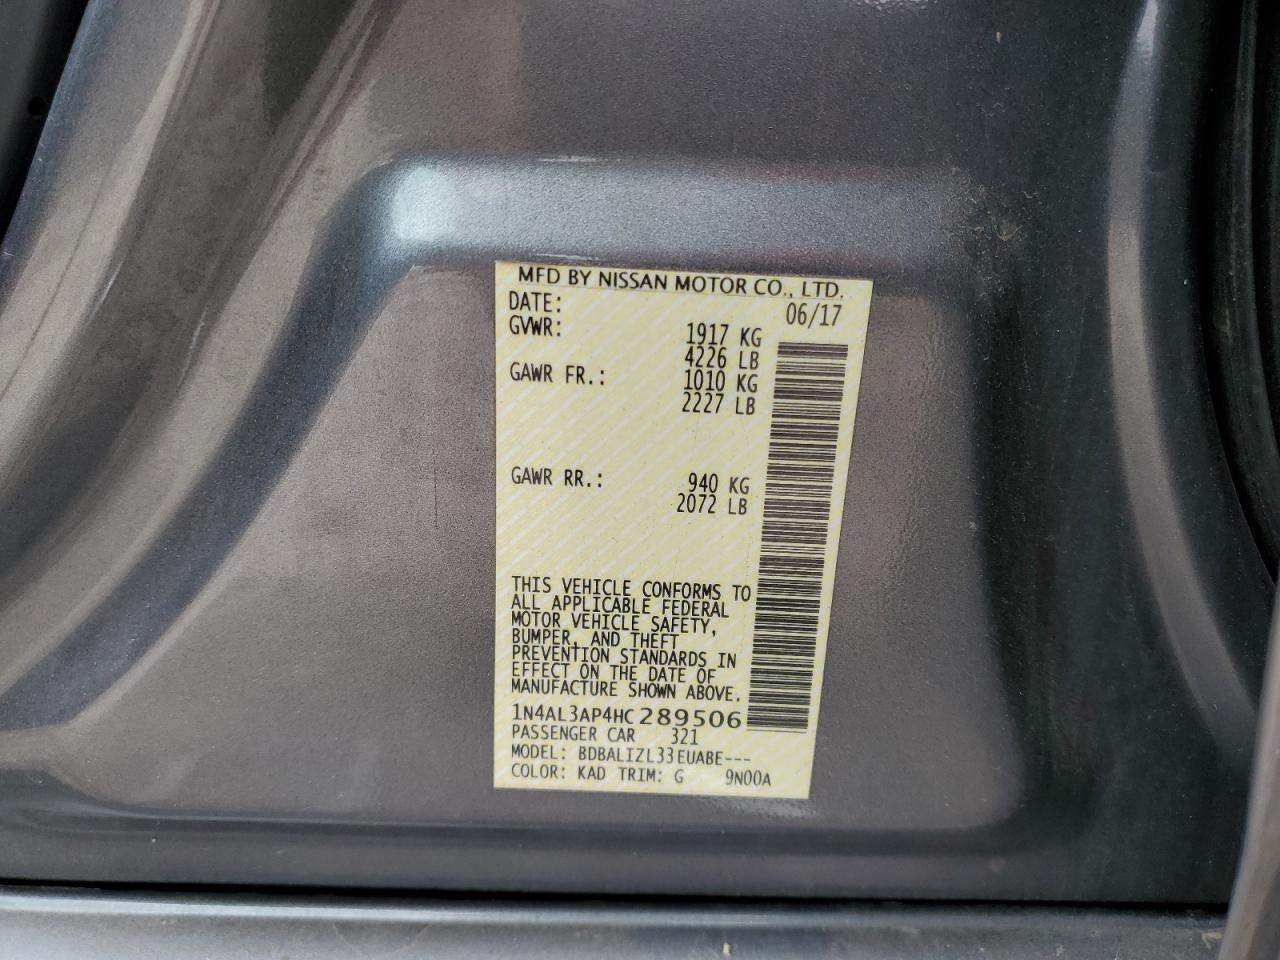 MFD BY NISSAN MOTOR CO., LTD.
DATE: 06/17
GVWR: 1917 KG
4226 LB
GAWR FR.: 1010 KG
2227 LB
GAWR RR.: 940 KG
2072 LB
THIS VEHICLE CONFORMS TO
ALL APPLICABLE FEDERAL
MOTOR VEHICLE SAFETY,
BUMPER, AND THEFT
PREVENTION STANDARDS IN
EFFECT ON THE DATE OF
MANUFACTURE SHOWN ABOVE.
1N4AL3AP4HC289506
PASSENGER CAR 321
MODEL: BDBALIZL33EUABE---
COLOR: KAD TRIM: G 9N00A